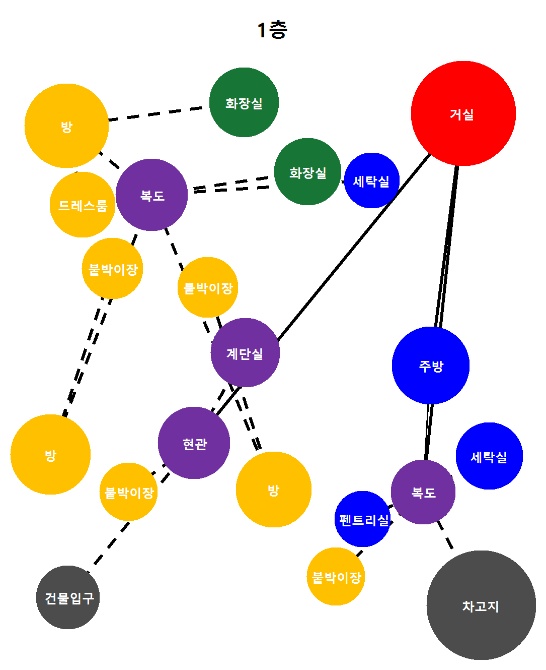 1층
화장실
거실
방
화장실
세탁실
복도
드레스룸
붙박이장
붙박이장
계단실
주방
현관
방
세탁실
방
붙박이장
복도
펜트리실
붙박이장
건물입구
차고지